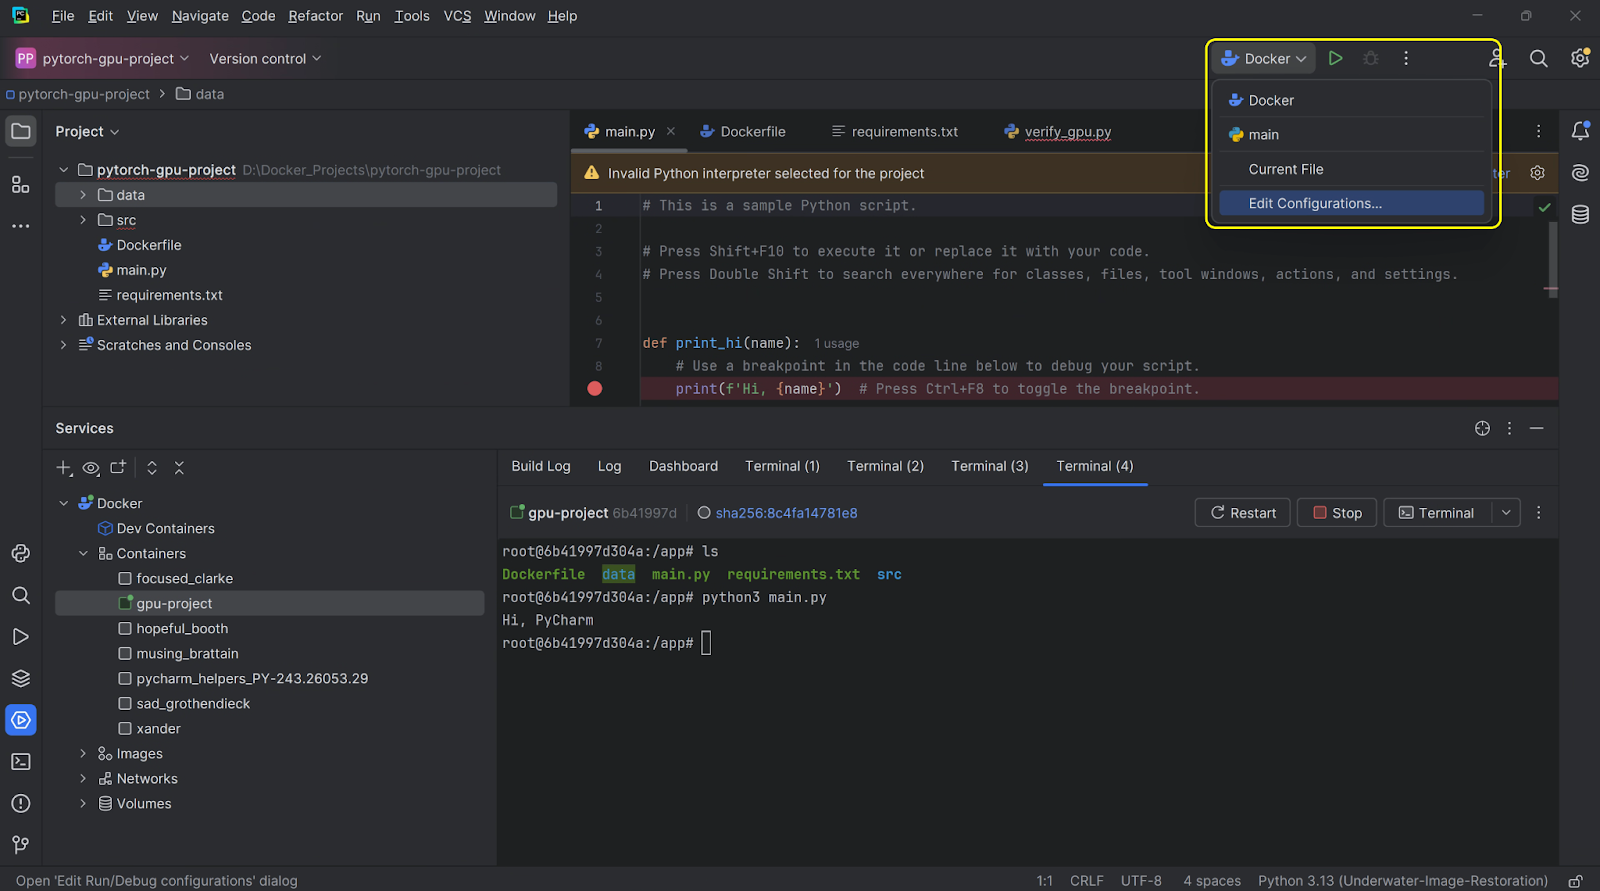 File Edit View Navigate Code Refactor Run Tools VCS Window Help
PP pytorch-gpu-project Version control Docker
pytorch-gpu-project data
Docker
main
Current File
Edit Configurations...
Project
main.py Dockerfile requirements.txt verify_gpu.py
pytorch-gpu-project D:\Docker_Projects\pytorch-gpu-project
data
src
Dockerfile
main.py
requirements.txt
External Libraries
Scratches and Consoles
Invalid Python interpreter selected for the project
1 # This is a sample Python script.
2
3 # Press Shift+F10 to execute it or replace it with your code.
4 # Press Double Shift to search everywhere for classes, files, tool windows, actions, and settings.
5
6
7 def print_hi(name): 1 usage
8 # Use a breakpoint in the code line below to debug your script.
print(f'Hi, {name}') # Press Ctrl+F8 to toggle the breakpoint.
Services
Docker
Dev Containers
Containers
focused_clarke
gpu-project
hopeful_booth
musing_brattain
pycharm_helpers_PY-243.26053.29
sad_grothendieck
xander
Images
Networks
Volumes
Build Log Log Dashboard Terminal (1) Terminal (2) Terminal (3) Terminal (4)
gpu-project 6b41997d sha256:8c4fa14781e8 Restart Stop Terminal
root@6b41997d304a:/app# ls
Dockerfile data main.py requirements.txt src
root@6b41997d304a:/app# python3 main.py
Hi, PyCharm
root@6b41997d304a:/app#
Open 'Edit Run/Debug configurations' dialog 1:1 CRLF UTF-8 4 spaces Python 3.13 (Underwater-Image-Restoration)